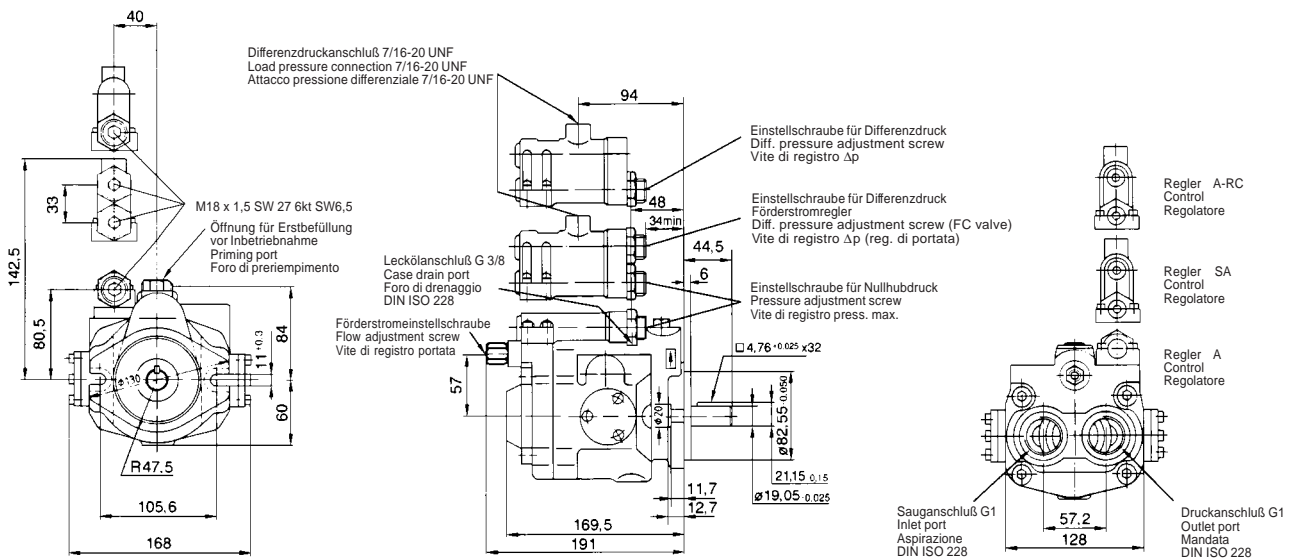 40
Differenzdruckanschluß 7/16-20 UNF
Load pressure connection 7/16-20 UNF
Attacco pressione differenziale 7/16-20 UNF
94
Einstellschraube für Differenzdruck
Diff. pressure adjustment screw
Vite di registro Δp
48
34min
Einstellschraube für Differenzdruck
Förderstromregler
Diff. pressure adjustment screw (FC valve)
Vite di registro Δp (reg. di portata)
44,5
6
Einstellschraube für Nullhubdruck
Pressure adjustment screw
Vite di registro press. max.
142,5
33
M18 x 1,5 SW 27 6kt SW6,5
Öffnung für Erstbefüllung
vor Inbetriebnahme
Priming port
Foro di preriempimento
80,5
Leckölanschluß G 3/8
Case drain port
Foro di drenaggio
DIN ISO 228
Förderstromeinstellschraube
Flow adjustment screw
Vite di registro portata
84
11 +0,3
60
Φ130
R47.5
105,6
168
57
□ 4,76 +0.025 x32
Φ20
ø82,55 -0.050
21,15 0,15
ø19,05 -0.025
11,7
12,7
169,5
191
Regler A-RC
Control
Regolatore
Regler SA
Control
Regolatore
Regler A
Control
Regolatore
Sauganschluß G1
Inlet port
Aspirazione
DIN ISO 228
57,2
128
Druckanschluß G1
Outlet port
Mandata
DIN ISO 228